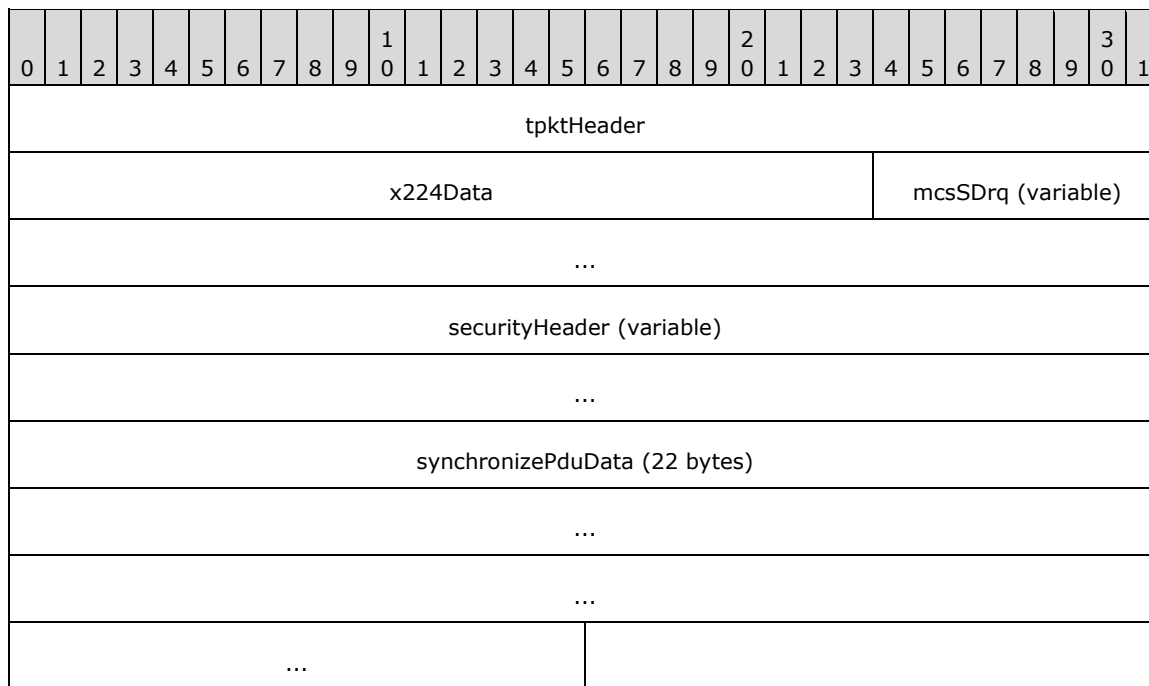 1 2 3
0 1 2 3 4 5 6 7 8 9 0 1 2 3 4 5 6 7 8 9 0 1 2 3 4 5 6 7 8 9 0 1
tpktHeader
x224Data mcsSDrq (variable)
...
securityHeader (variable)
...
synchronizePduData (22 bytes)
...
...
...